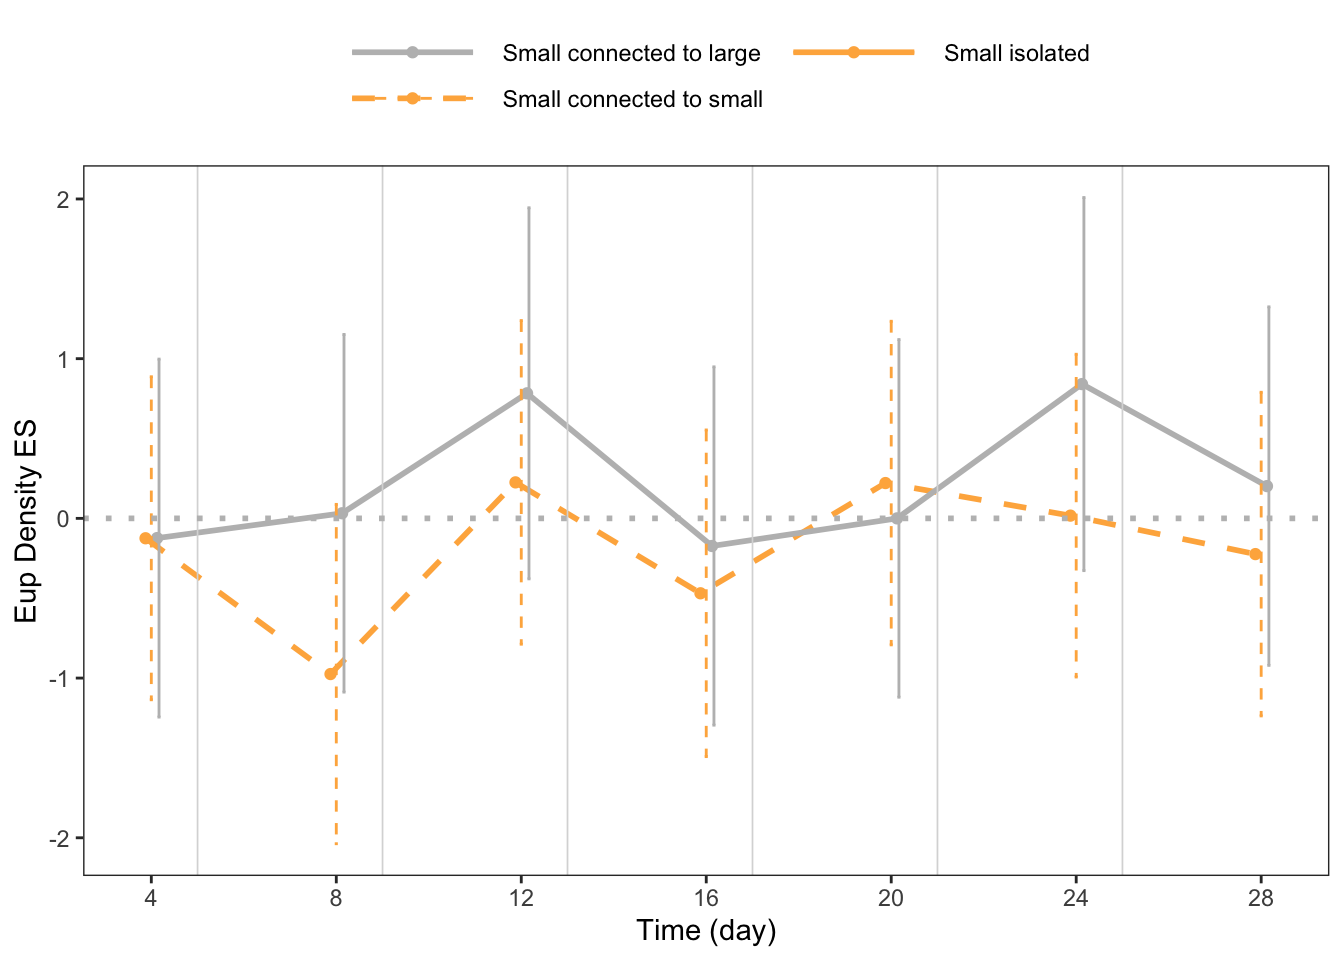 Small connected to large
Small isolated
Small connected to small
Eup Density ES
2
1
0
-1
-2
4
8
12
16
20
24
28
Time (day)